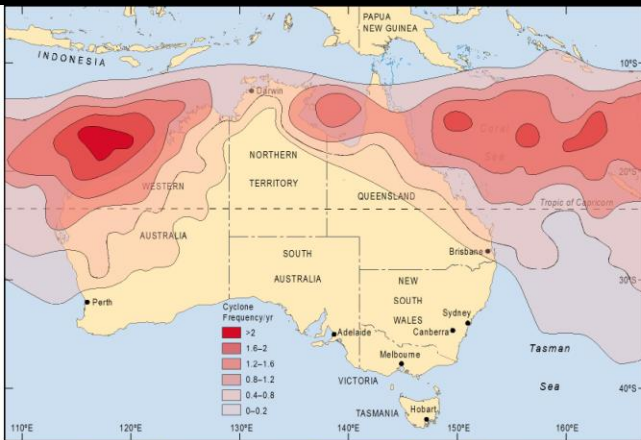 PAPUA
NEW GUINEA
INDONESIA
10°S
Darwin
Coral
Sea
NORTHERN
TERRITORY
WESTERN
AUSTRALIA
QUEENSLAND
20°S
Tropic of Capricorn
SOUTH
AUSTRALIA
Brisbane
30°S
Perth
NEW
SOUTH
WALES
Sydney
Canberra
Adelaide
Melbourne
VICTORIA
Tasman
Sea
40°S
TASMANIA
Hobart
Cyclone
Frequency/yr
>2
1.6–2
1.2–1.6
0.8–1.2
0.4–0.8
0–0.2
110°E
120°E
130°E
140°E
150°E
160°E